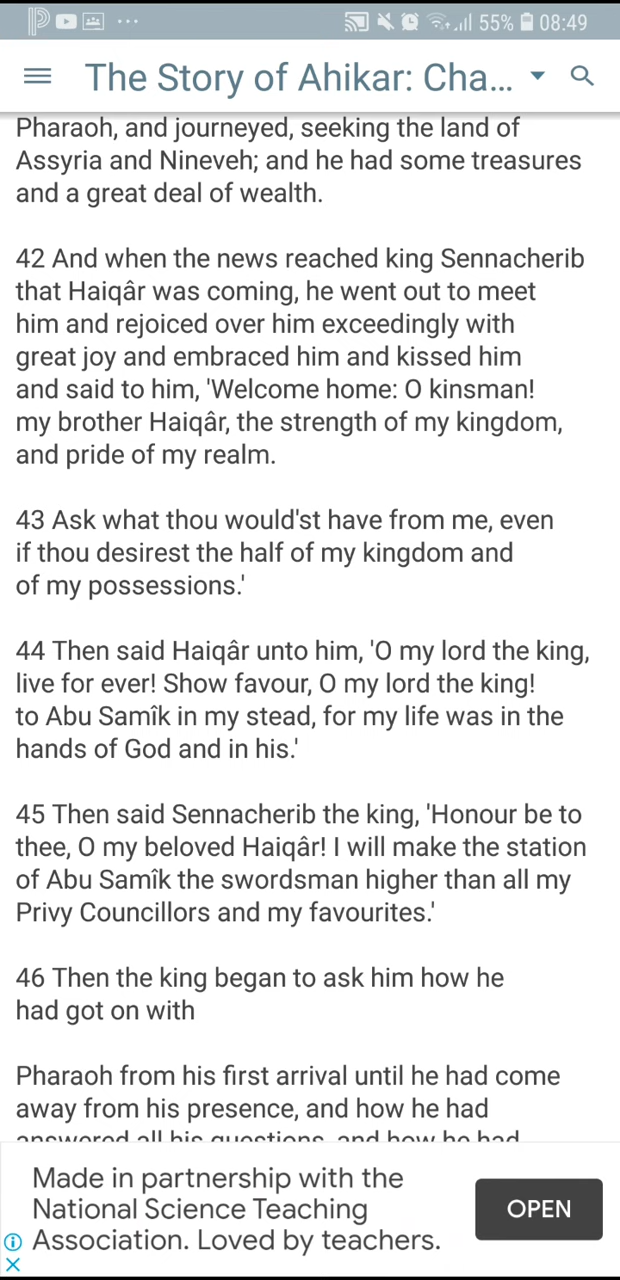 55% 08:49
The Story of Ahikar: Cha...
Pharaoh, and journeyed, seeking the land of
Assyria and Nineveh; and he had some treasures
and a great deal of wealth.
42 And when the news reached king Sennacherib
that Haiqâr was coming, he went out to meet
him and rejoiced over him exceedingly with
great joy and embraced him and kissed him
and said to him, 'Welcome home: O kinsman!
my brother Haiqâr, the strength of my kingdom,
and pride of my realm.
43 Ask what thou would'st have from me, even
if thou desirest the half of my kingdom and
of my possessions.'
44 Then said Haiqâr unto him, 'O my lord the king,
live for ever! Show favour, O my lord the king!
to Abu Samîk in my stead, for my life was in the
hands of God and in his.'
45 Then said Sennacherib the king, 'Honour be to
thee, O my beloved Haiqâr! I will make the station
of Abu Samîk the swordsman higher than all my
Privy Councillors and my favourites.'
46 Then the king began to ask him how he
had got on with
Pharaoh from his first arrival until he had come
away from his presence, and how he had
answered all his questions, and how he had
Made in partnership with the
National Science Teaching
Association. Loved by teachers.
OPEN